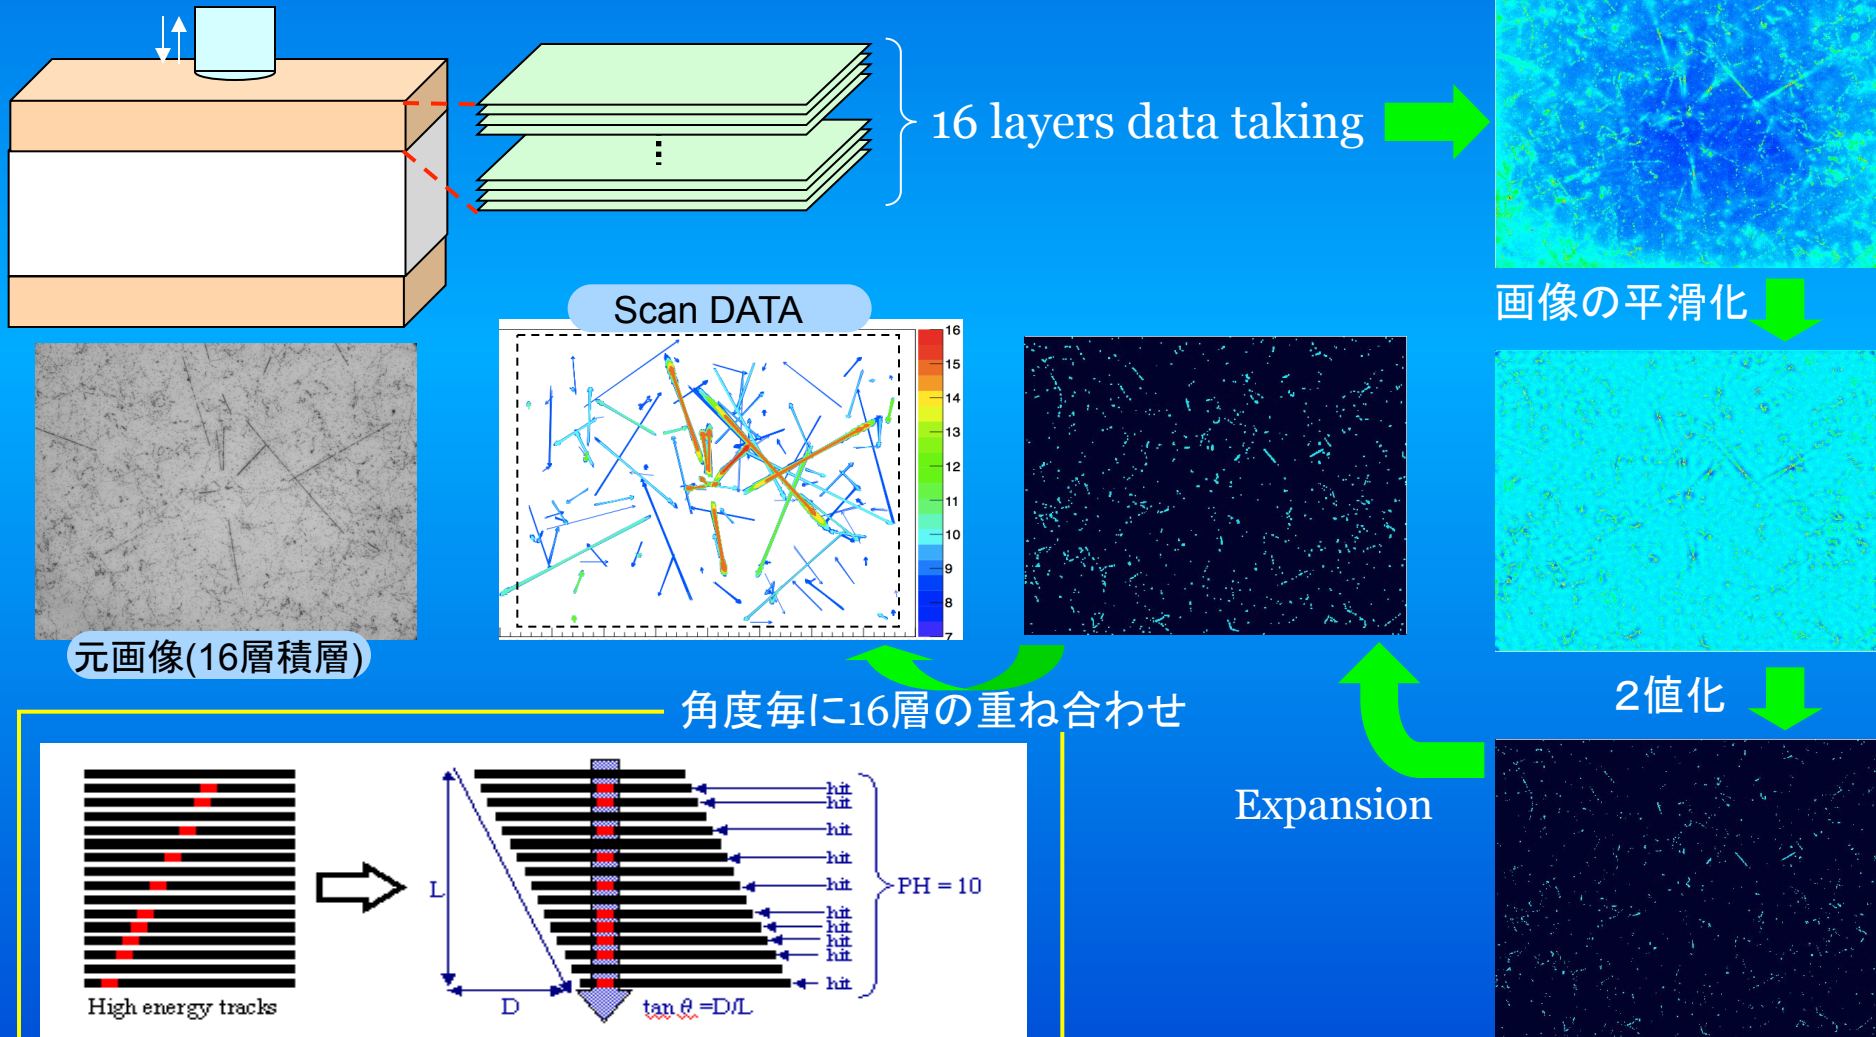 16 layers data taking
画像の平滑化
Scan DATA
16
15
14
13
12
11
10
9
8
7
元画像(16層積層)
2値化
角度毎に16層の重ね合わせ
Expansion
hit
hit
hit
hit
hit
hit
hit
hit
hit
hit
L
PH = 10
D
tan θ =D/L
High energy tracks